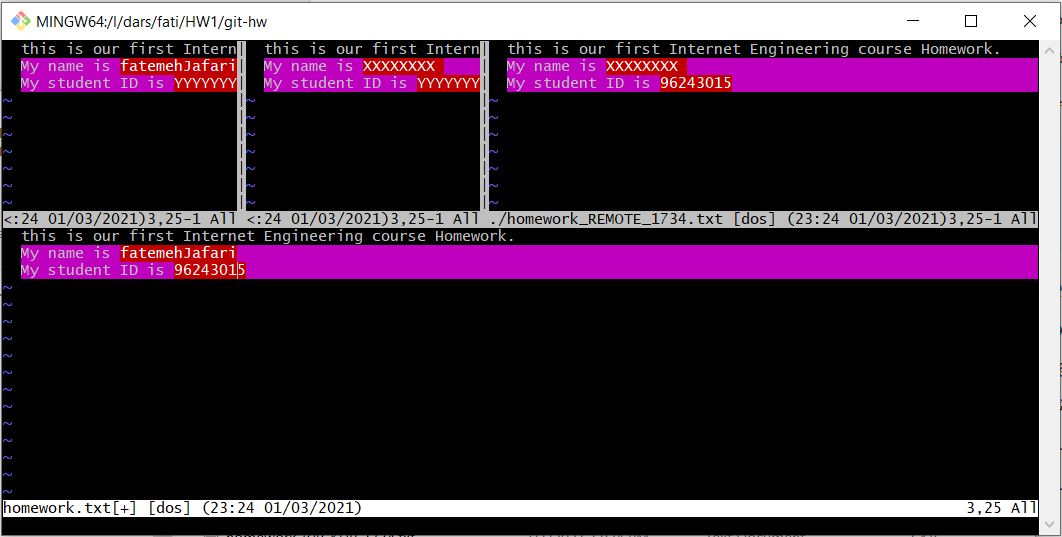 MINGW64:/l/dars/fati/HW1/git-hw
this is our first Intern
My name is fatemehJafari
My student ID is YYYYYYY
~
~
~
~
~
~
~
<:24 01/03/2021)3,25-1 All
this is our first Intern
My name is XXXXXXXX
My student ID is YYYYYYY
~
~
~
~
~
~
~
<:24 01/03/2021)3,25-1 All
this is our first Internet Engineering course Homework.
My name is XXXXXXXX
My student ID is 96243015
~
~
~
~
~
~
~
./homework_REMOTE_1734.txt [dos] (23:24 01/03/2021)3,25-1 All
this is our first Internet Engineering course Homework.
My name is fatemehJafari
My student ID is 96243015
~
~
~
~
~
~
~
~
~
~
~
~
~
homework.txt[+] [dos] (23:24 01/03/2021) 3,25 All